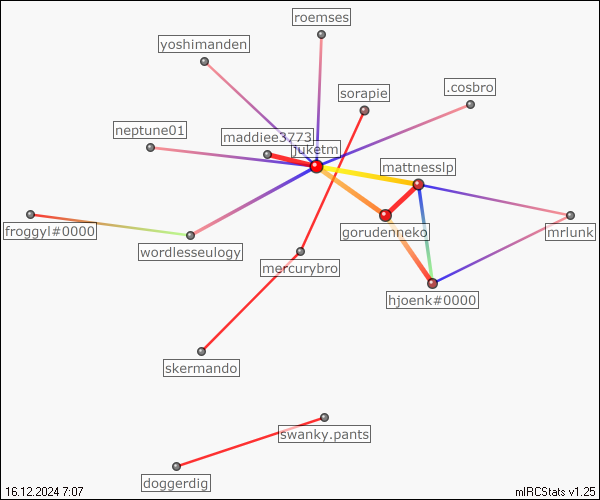 roemses
yoshimanden
.cosbro
sorapie
neptune01
maddiee3773
juketm
mattnesslp
froggyl#0000
wordlesseulogy
gorudenneko
mrlunk
mercurybro
hjoenk#0000
skermando
swanky.pants
doggerdig
16.12.2024 7:07
mIRCStats v1.25